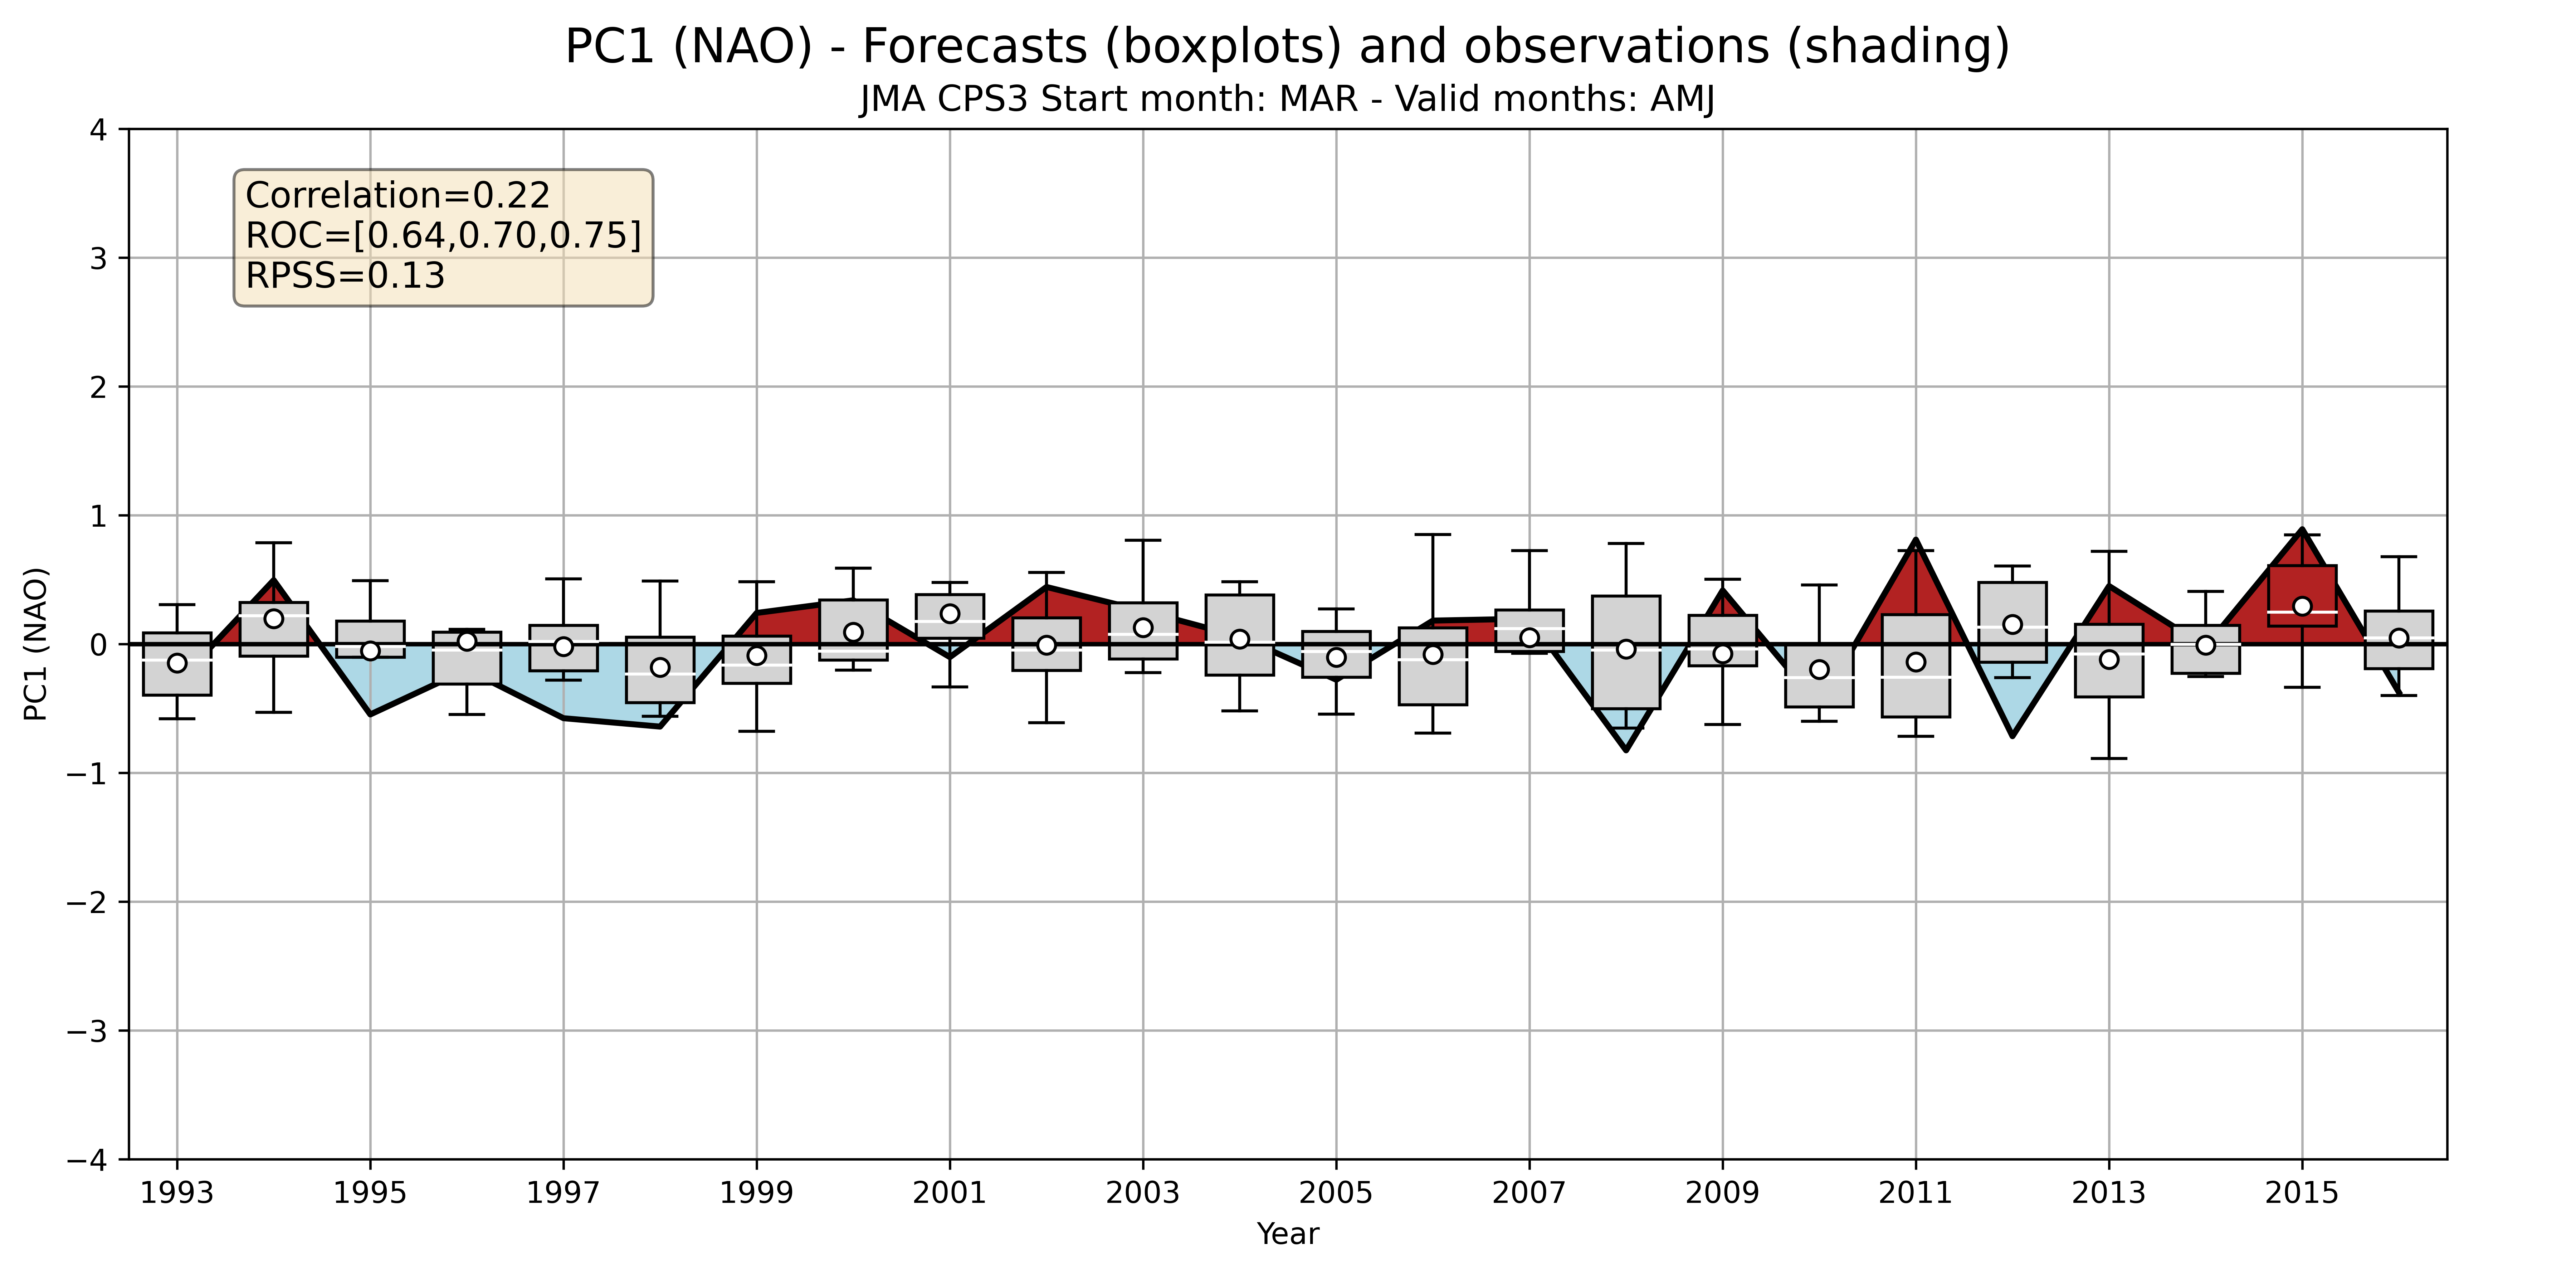 PC1 (NAO) - Forecasts (boxplots) and observations (shading)
JMA CPS3 Start month: MAR - Valid months: AMJ
Correlation=0.22
ROC=[0.64,0.70,0.75]
RPSS=0.13
PC1 (NAO)
4
3
2
1
0
−1
−2
−3
−4
1993 1995 1997 1999 2001 2003 2005 2007 2009 2011 2013 2015
Year